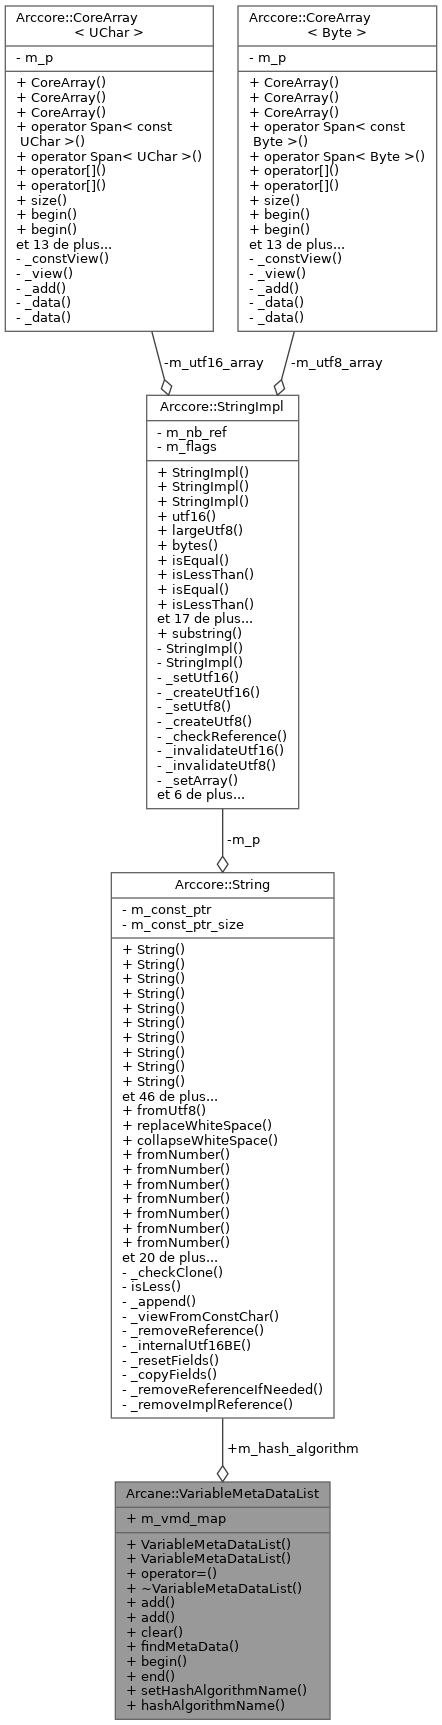 Arccore::CoreArray
< UChar >
- m_p
+ CoreArray()
+ CoreArray()
+ CoreArray()
+ operator Span< const
UChar >()
+ operator Span< UChar >()
+ operator[]()
+ operator[]()
+ size()
+ begin()
+ begin()
et 13 de plus...
- _constView()
- _view()
- _add()
- _data()
- _data()
Arccore::CoreArray
< Byte >
- m_p
+ CoreArray()
+ CoreArray()
+ CoreArray()
+ operator Span< const
Byte >()
+ operator Span< Byte >()
+ operator[]()
+ operator[]()
+ size()
+ begin()
+ begin()
et 13 de plus...
- _constView()
- _view()
- _add()
- _data()
- _data()
-m_utf16_array
-m_utf8_array
Arccore::StringImpl
- m_nb_ref
- m_flags
+ StringImpl()
+ StringImpl()
+ StringImpl()
+ utf16()
+ largeUtf8()
+ bytes()
+ isEqual()
+ isLessThan()
+ isEqual()
+ isLessThan()
et 17 de plus...
+ substring()
- StringImpl()
- StringImpl()
- _setUtf16()
- _createUtf16()
- _setUtf8()
- _createUtf8()
- _checkReference()
- _invalidateUtf16()
- _invalidateUtf8()
- _setArray()
et 6 de plus...
-m_p
Arccore::String
- m_const_ptr
- m_const_ptr_size
+ String()
+ String()
+ String()
+ String()
+ String()
+ String()
+ String()
+ String()
+ String()
+ String()
et 46 de plus...
+ fromUtf8()
+ replaceWhiteSpace()
+ collapseWhiteSpace()
+ fromNumber()
+ fromNumber()
+ fromNumber()
+ fromNumber()
+ fromNumber()
+ fromNumber()
+ fromNumber()
et 20 de plus...
- _checkClone()
- isLess()
- _append()
- _viewFromConstChar()
- _removeReference()
- _internalUtf16BE()
- _resetFields()
- _copyFields()
- _removeReferenceIfNeeded()
- _removeImplReference()
+m_hash_algorithm
Arcane::VariableMetaDataList
+ m_vmd_map
+ VariableMetaDataList()
+ VariableMetaDataList()
+ operator=()
+ ~VariableMetaDataList()
+ add()
+ add()
+ clear()
+ findMetaData()
+ begin()
+ end()
+ setHashAlgorithmName()
+ hashAlgorithmName()